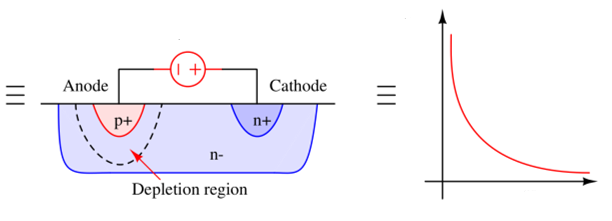 Anode
Cathode
p+
n+
n-
Depletion region